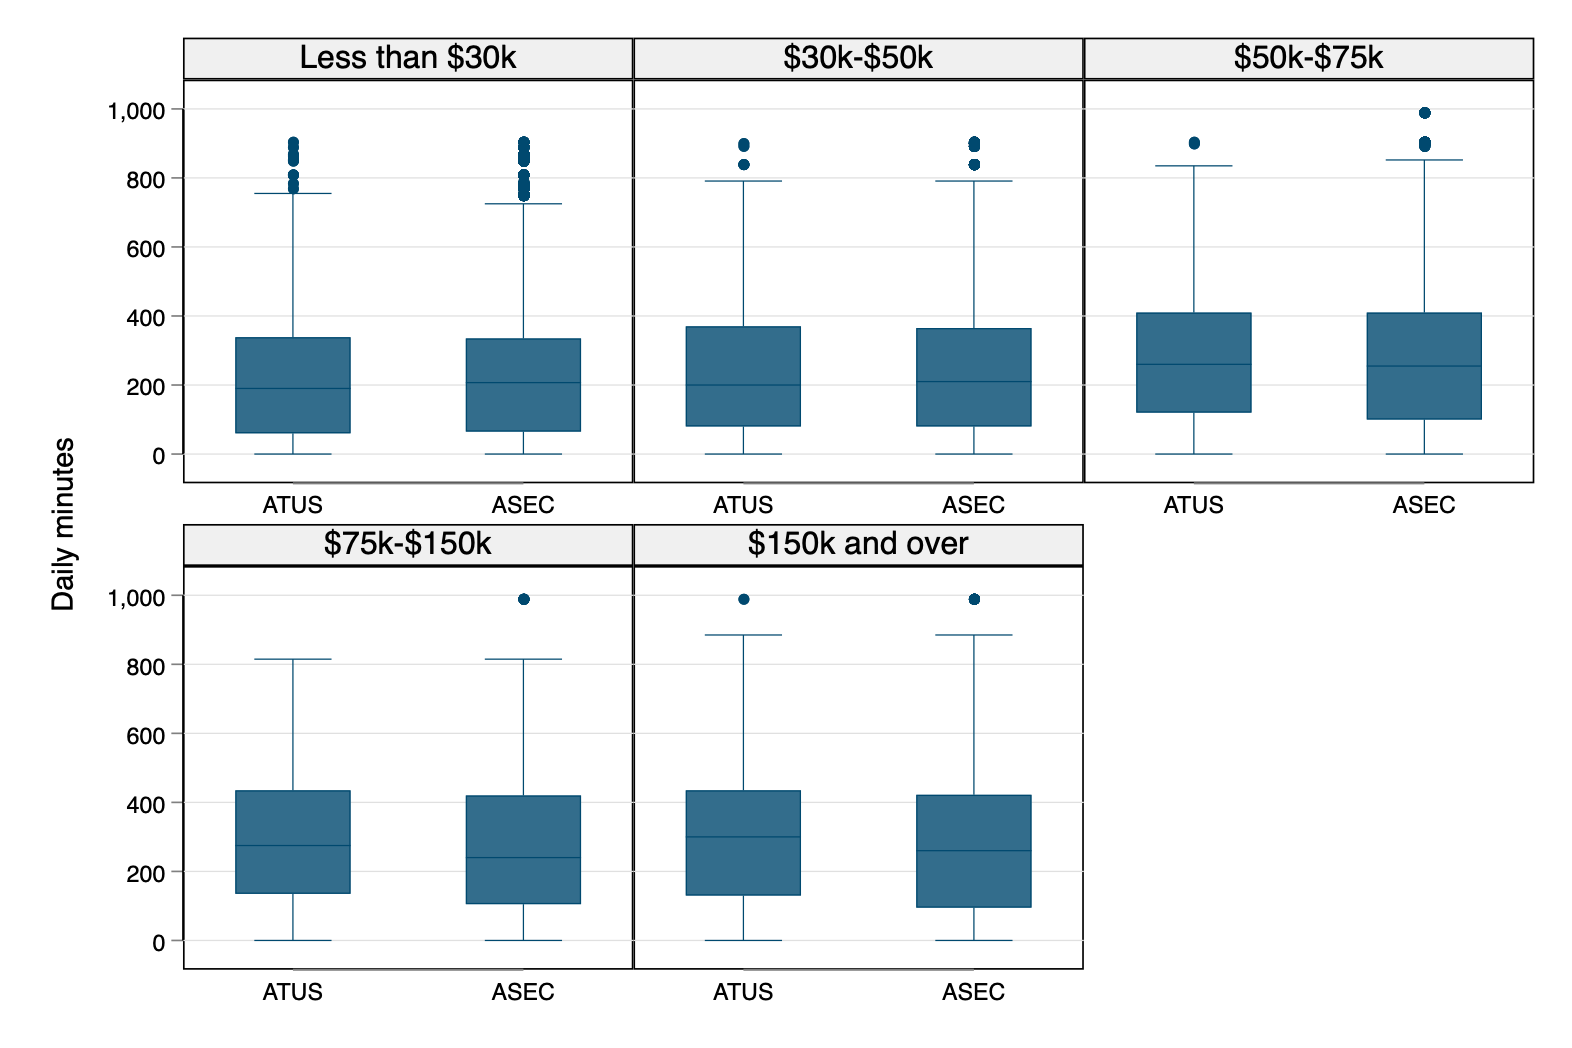 Less than $30k
$30k-$50k
$50k-$75k
1,000
800
600
400
200
0
ATUS
ASEC
ATUS
ASEC
ATUS
ASEC
Daily minutes
$75k-$150k
$150k and over
1,000
800
600
400
200
0
ATUS
ASEC
ATUS
ASEC